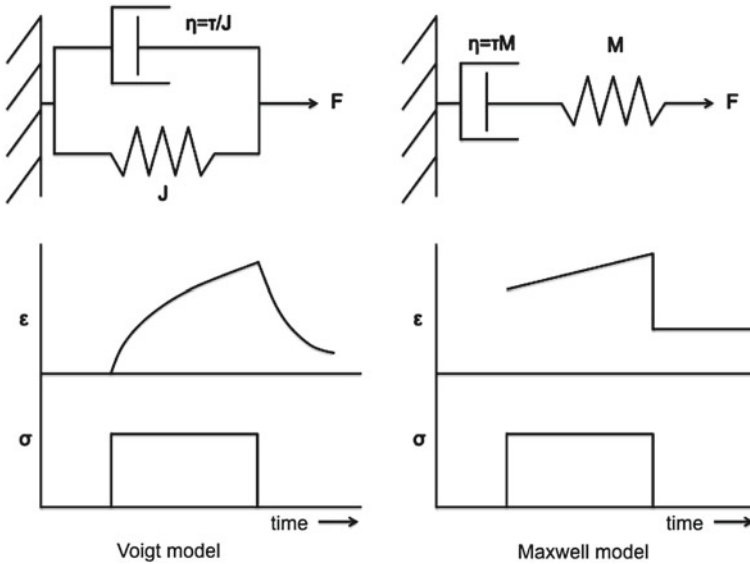 η=τ/J
F
J
ε
σ
time
Voigt model
η=τM
M
F
ε
σ
time
Maxwell model